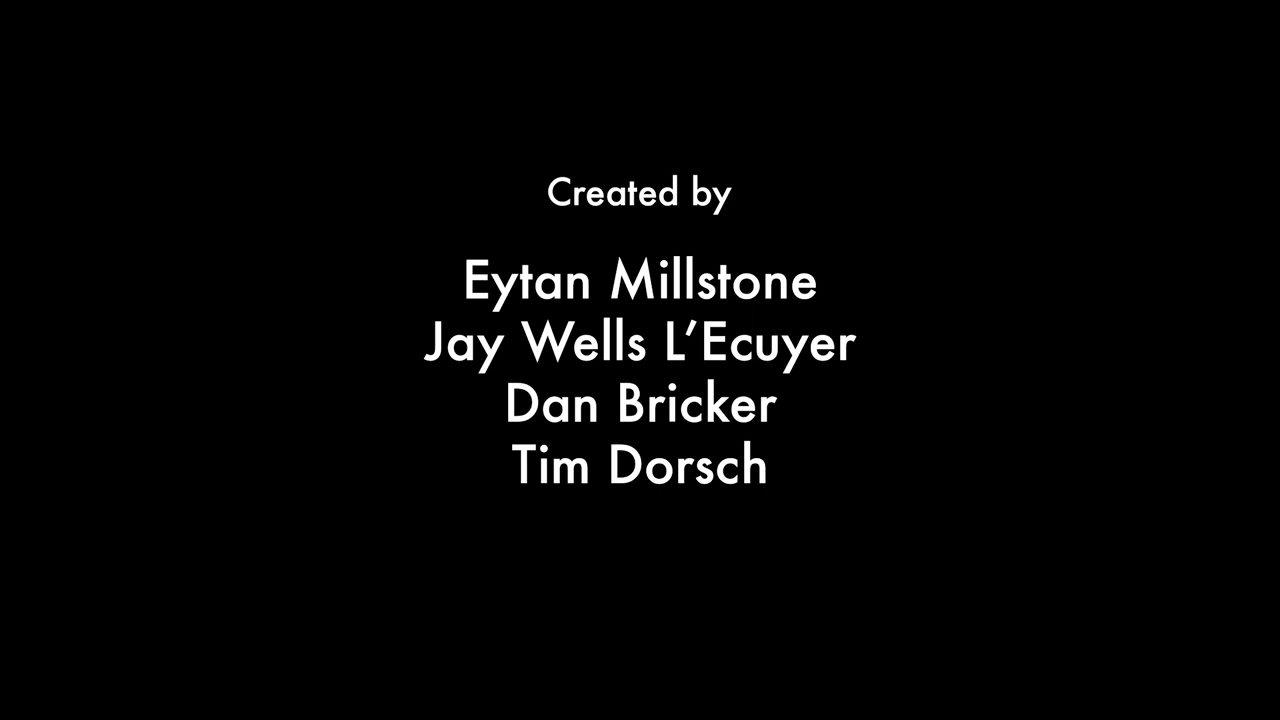 Created by
Eytan Millstone
Jay Wells L’Ecuyer
Dan Bricker
Tim Dorsch